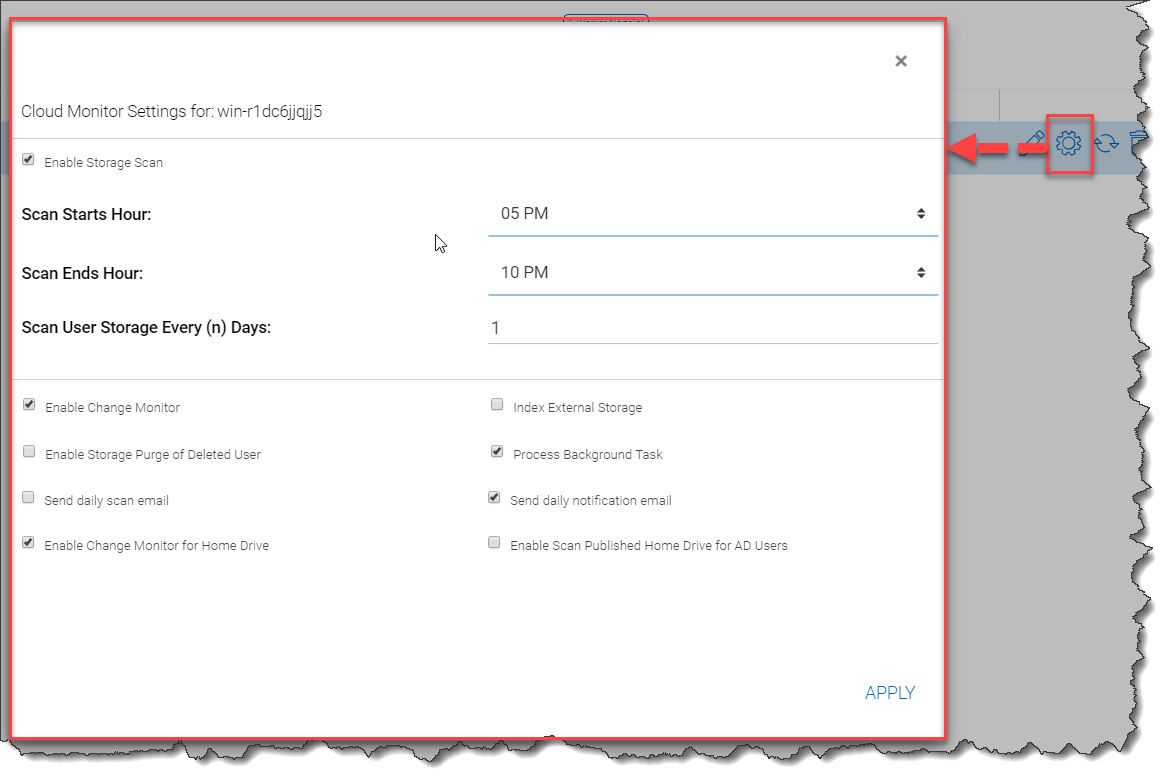 ×
Cloud Monitor Settings for: win-r1dc6jjqjj5
Enable Storage Scan
Scan Starts Hour: 05 PM
Scan Ends Hour: 10 PM
Scan User Storage Every (n) Days: 1
Enable Change Monitor Index External Storage
Enable Storage Purge of Deleted User Process Background Task
Send daily scan email Send daily notification email
Enable Change Monitor for Home Drive Enable Scan Published Home Drive for AD Users
APPLY